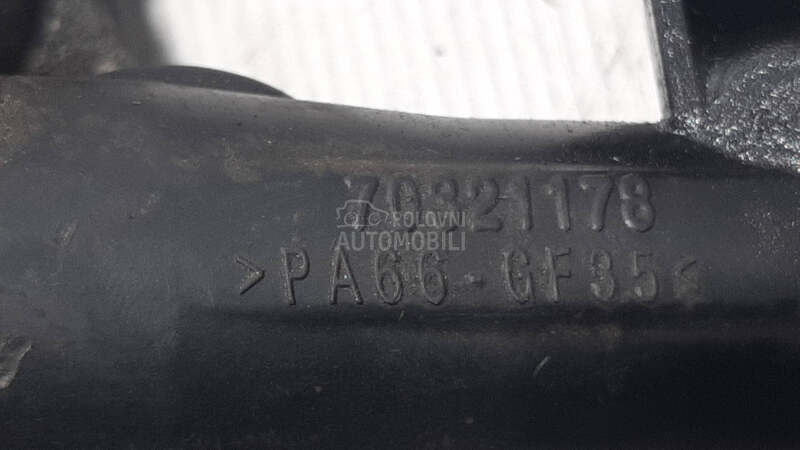 70321178
POLOVNI
AUTOMOBILI
>PA66-GF35<